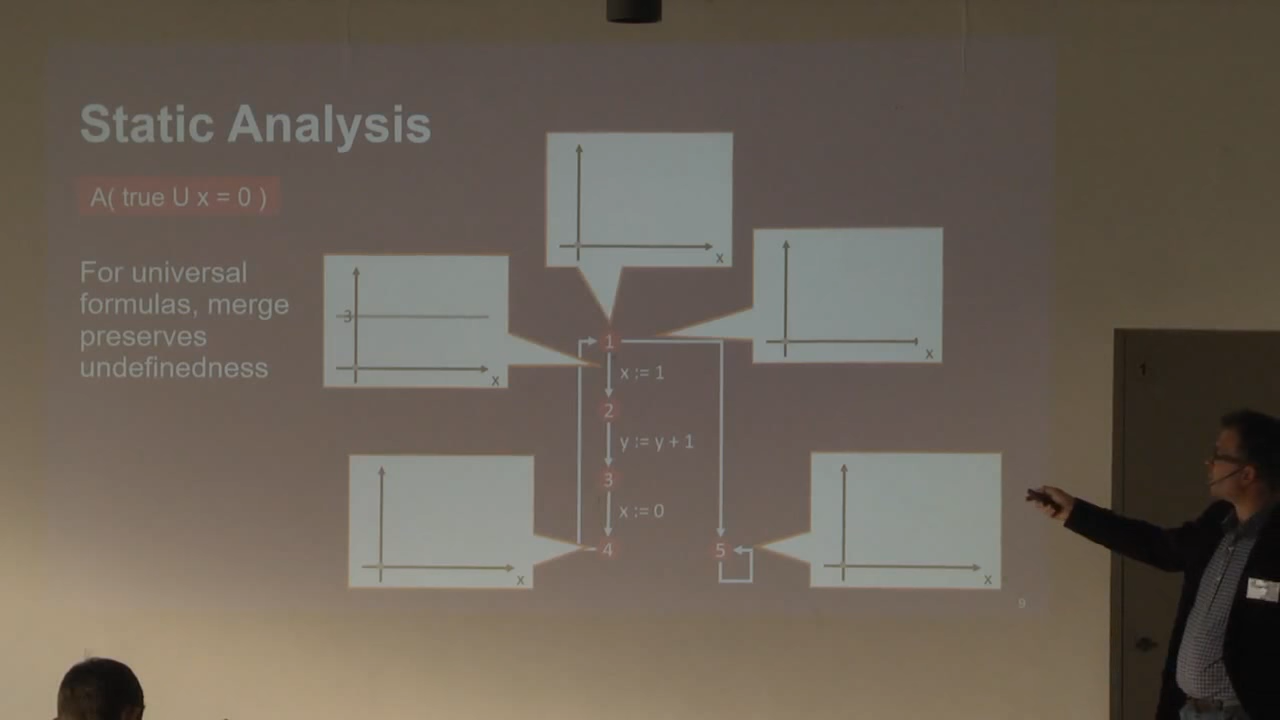 Static Analysis
A( true U x = 0 )
For universal
formulas, merge
preserves
undefinedness
x
x
3
x
1
x := 1
2
y := y + 1
3
x := 0
4
5
x
x
9
1